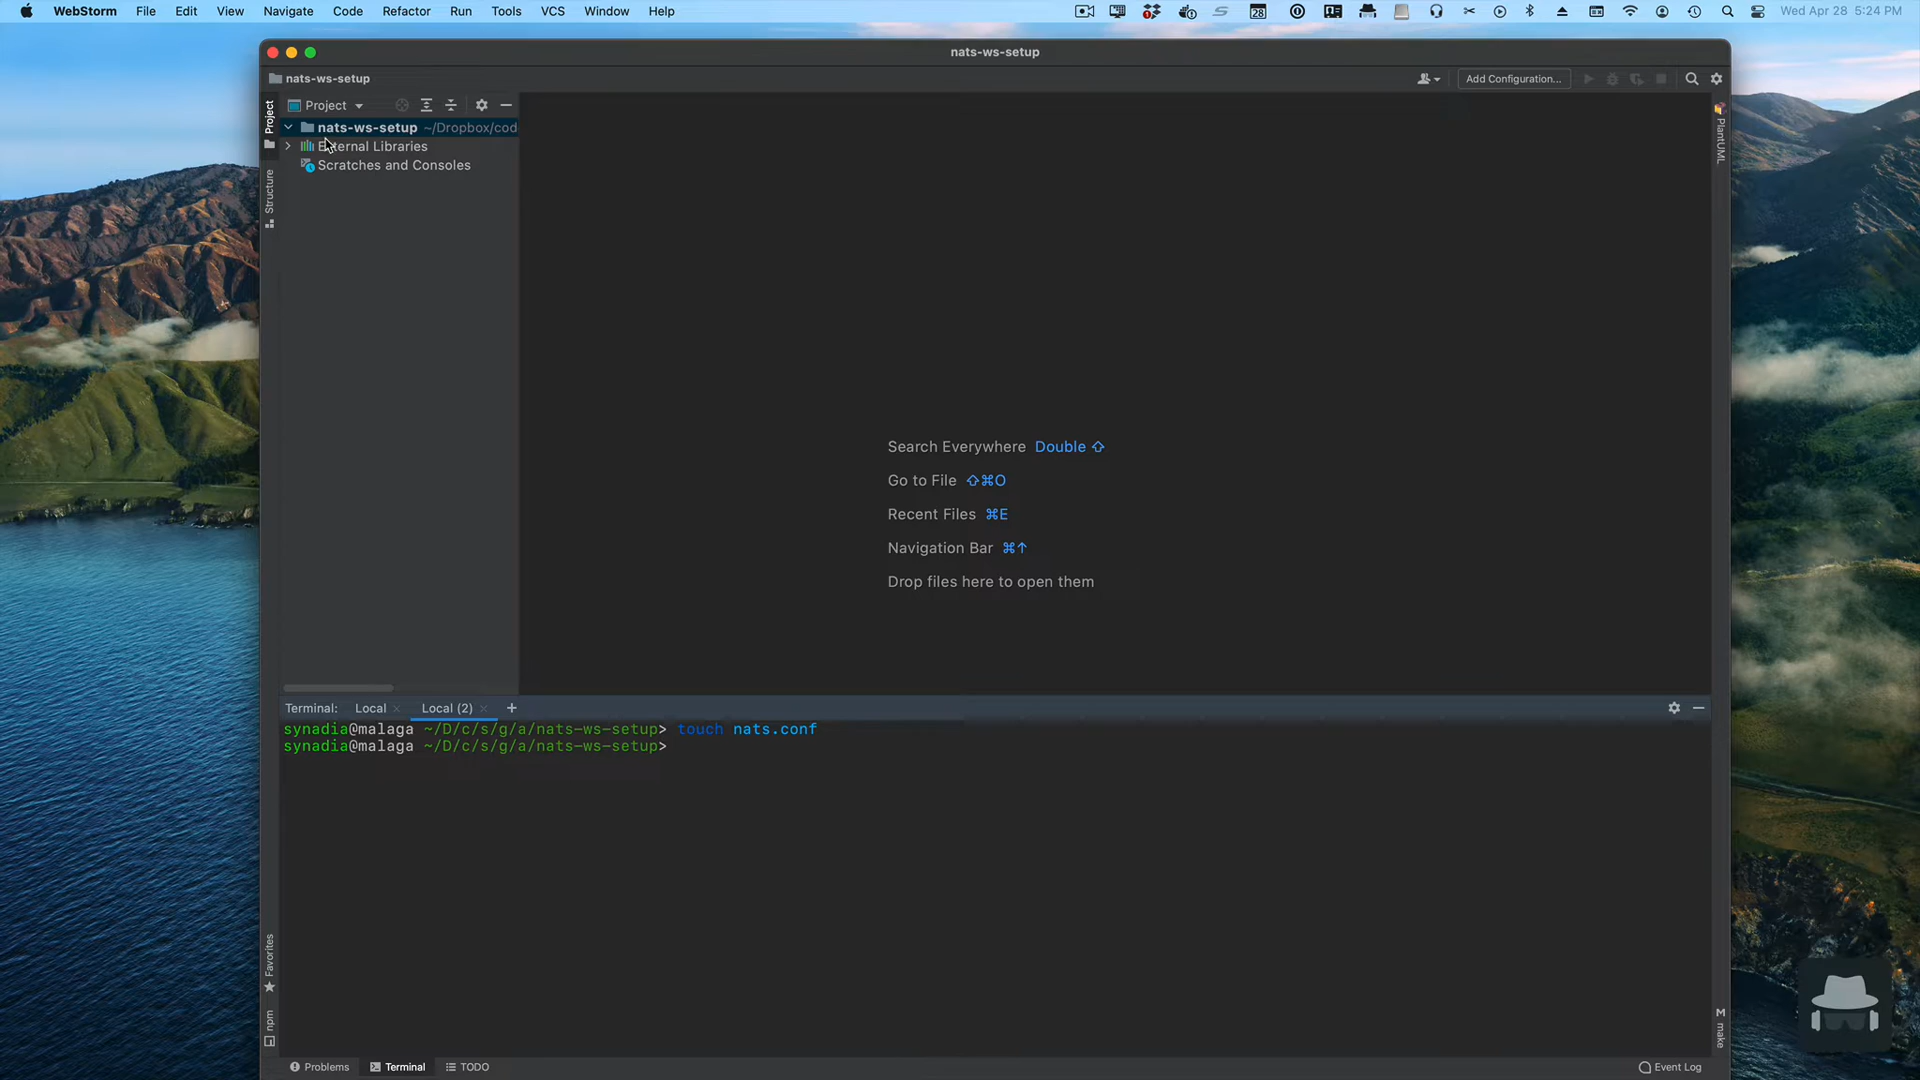 WebStorm File Edit View Navigate Code Refactor Run Tools VCS Window Help 28 Wed Apr 28 5:24 PM
nats-ws-setup
nats-ws-setup Add Configuration...
Project
nats-ws-setup ~/Dropbox/cod
External Libraries
Scratches and Consoles
Project
Structure
PlantUML
Search Everywhere Double ⇧
Go to File ⇧⌘O
Recent Files ⌘E
Navigation Bar ⌘↑
Drop files here to open them
Terminal: Local Local (2)
synadia@malaga ~/D/c/s/g/a/nats-ws-setup> touch nats.conf
synadia@malaga ~/D/c/s/g/a/nats-ws-setup>
Favorites
npm
M make
Problems Terminal TODO Event Log